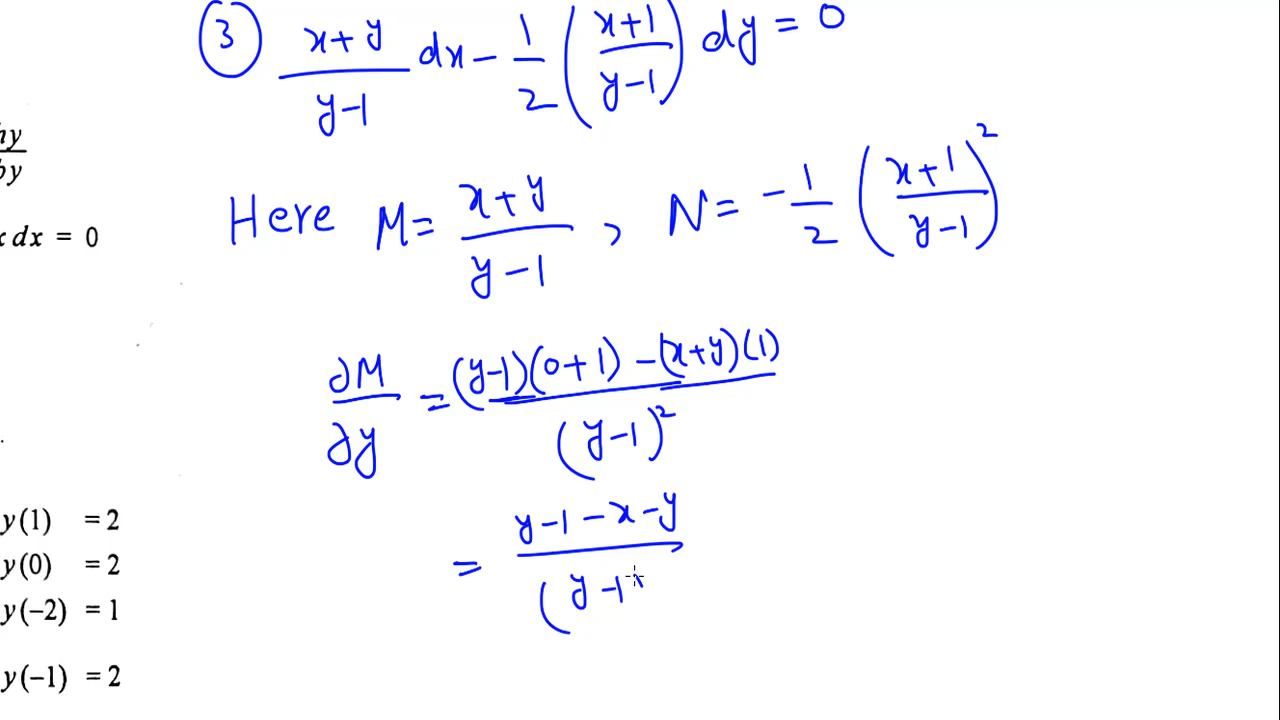 ③ (x+y)/(y-1) dx - 1/2 ((x+1)/(y-1)) dy = 0
Here M = (x+y)/(y-1) , N = -1/2 ((x+1)/(y-1))²
x dx = 0
∂M/∂y = ((y-1)(0+1) - (x+y)(1))/(y-1)²
= (y-1-x-y)/(y-1
y(1) = 2
y(0) = 2
y(-2) = 1
y(-1) = 2